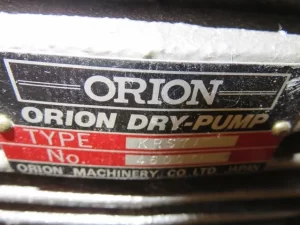 ORION
ORION DRY-PUMP
TYPE
No.
ORION MACHINERY CO LTD JAPAN